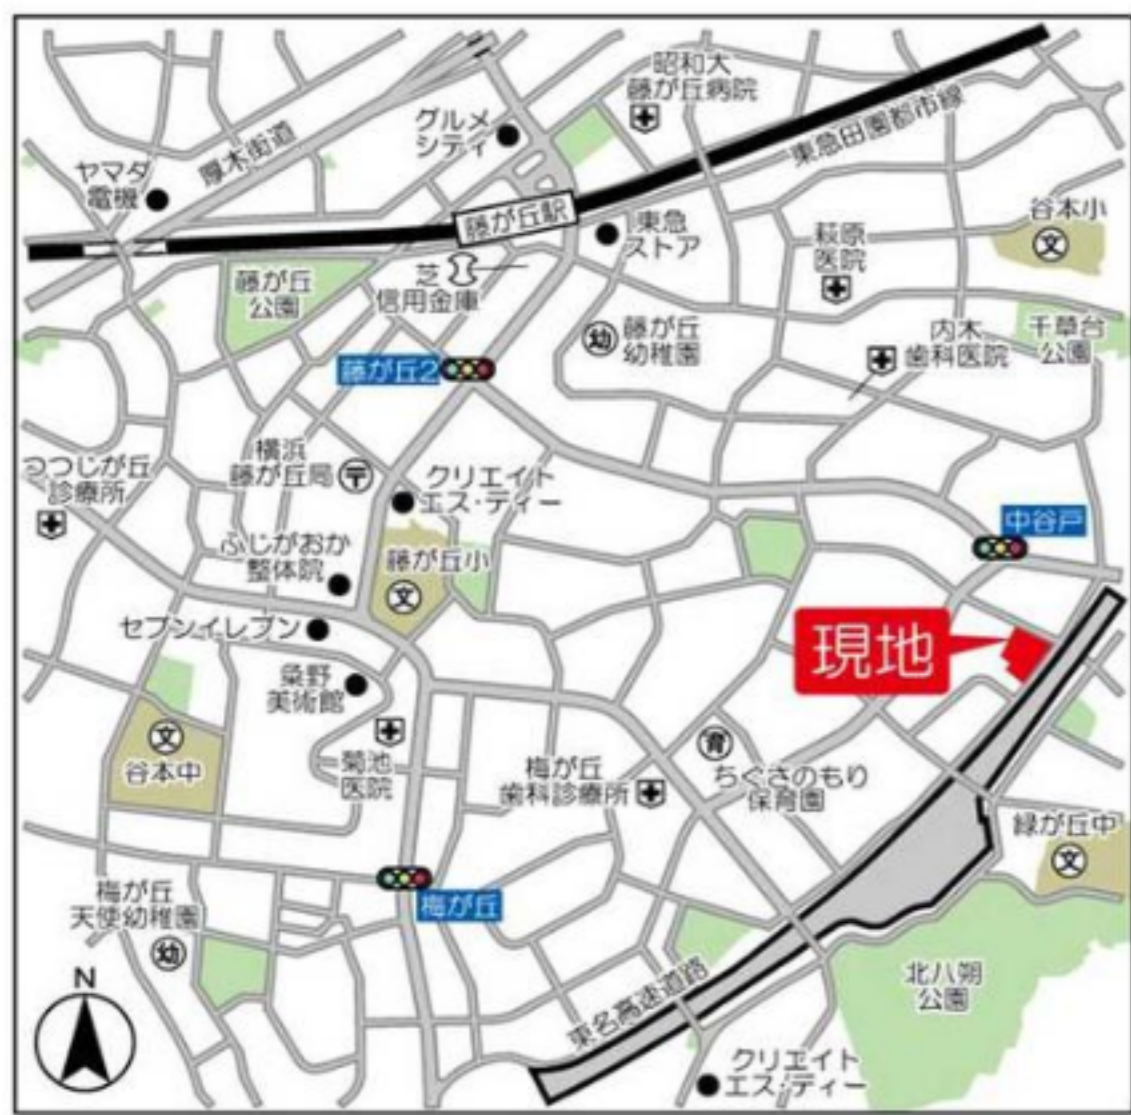 昭和大
藤が丘病院
グルメ
シティ
厚木街道
東急田園都市線
ヤマダ
電機
藤が丘駅
東急
ストア
谷本小
文
萩原
医院
藤が丘
公園
芝
信用金庫
幼
藤が丘
幼稚園
内木
歯科医院
千草台
公園
藤が丘2
横浜
藤が丘局
クリエイト
エス・ディー
つつじが丘
診療所
中谷戸
ふじがおか
整体院
藤が丘小
文
セブンイレブン
現地
粂野
美術館
文
谷本中
菊池
医院
育
ちぐさのもり
保育園
梅が丘
歯科診療所
緑が丘中
文
梅が丘
梅が丘
天使幼稚園
幼
北八朔
公園
東名高速道路
N
クリエイト
エス・ディー